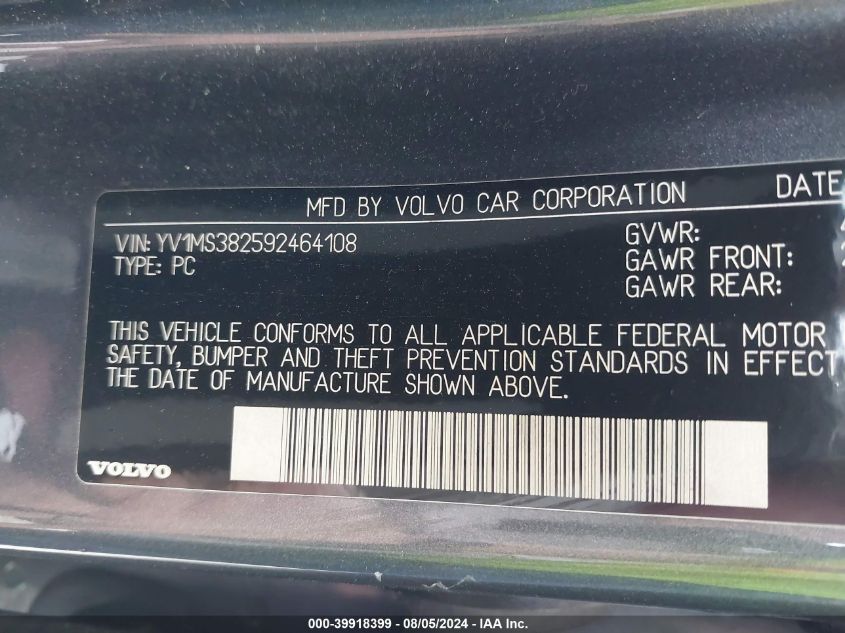 MFD BY VOLVO CAR CORPORATION DATE
VIN: YV1MS382592464108
TYPE: PC
GVWR:
GAWR FRONT:
GAWR REAR:
THIS VEHICLE CONFORMS TO ALL APPLICABLE FEDERAL MOTOR
SAFETY, BUMPER AND THEFT PREVENTION STANDARDS IN EFFECT
THE DATE OF MANUFACTURE SHOWN ABOVE.
VOLVO
000-39918399 - 08/05/2024 - IAA Inc.